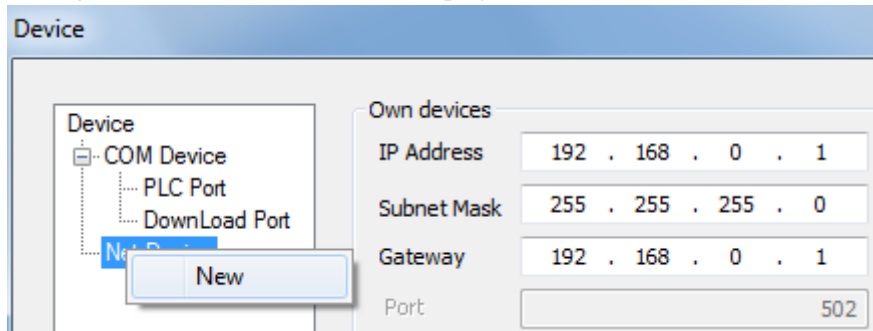 Device
Device
COM Device
PLC Port
DownLoad Port
New
Own devices
IP Address 192 . 168 . 0 . 1
Subnet Mask 255 . 255 . 255 . 0
Gateway 192 . 168 . 0 . 1
Port 502